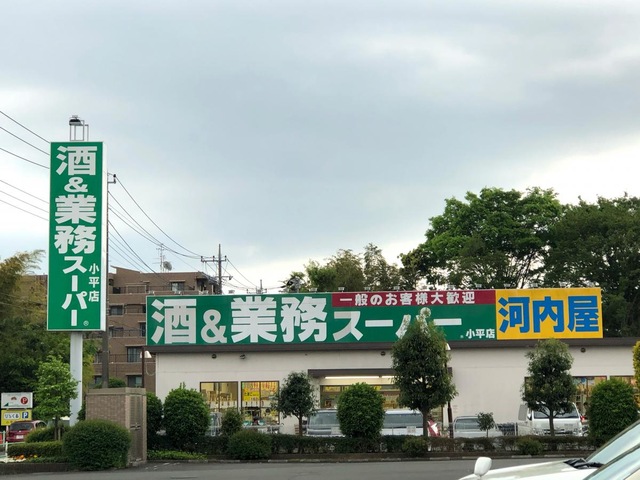 酒&業務スーパー
小平店
一般のお客様大歓迎
酒&業務スーパー 小平店
河内屋
P